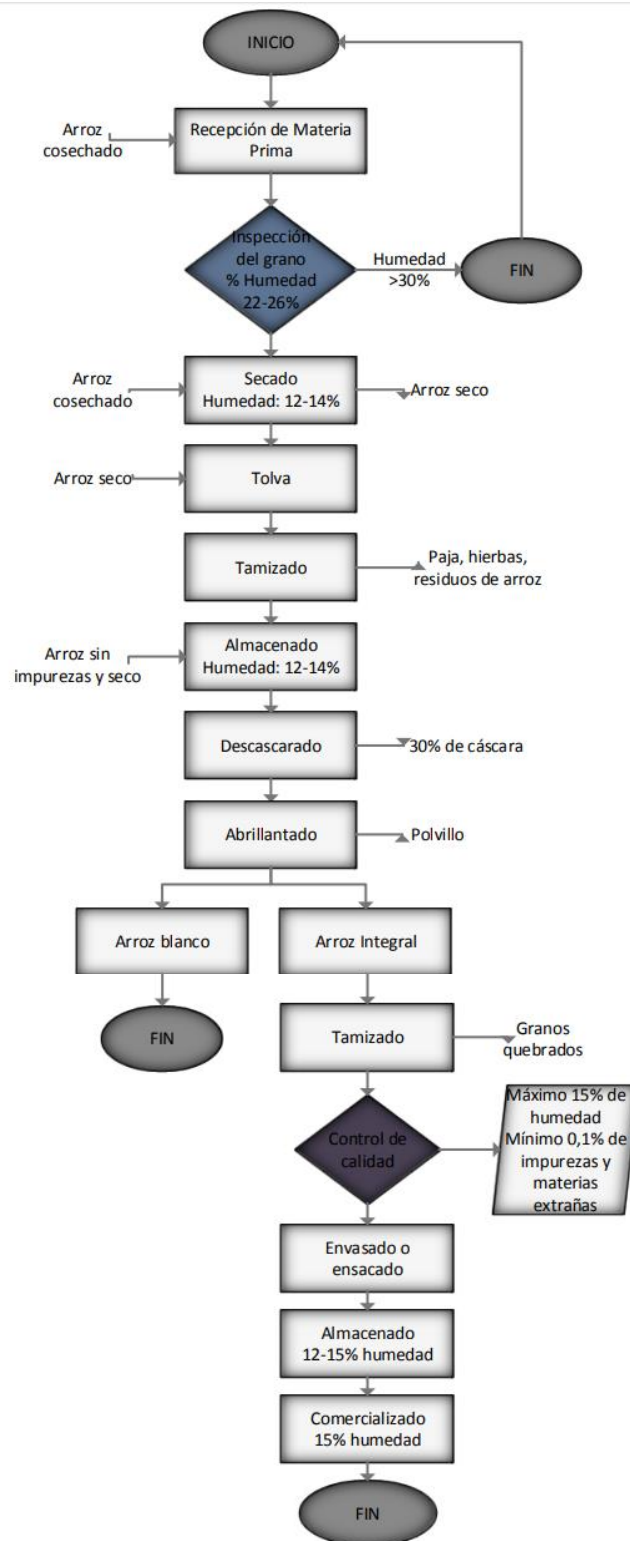 INICIO
Arroz
cosechado
Recepción de Materia
Prima
Inspección
del grano
% Humedad
22-26%
Humedad
>30%
FIN
Arroz
cosechado
Secado
Humedad: 12-14%
Arroz seco
Arroz seco
Tolva
Tamizado
Paja, hierbas,
residuos de arroz
Arroz sin
impurezas y seco
Almacenado
Humedad: 12-14%
Descascarado
30% de cáscara
Abrillantado
Polvillo
Arroz blanco
Arroz Integral
FIN
Tamizado
Granos
quebrados
Control de
calidad
Máximo 15% de
humedad
Mínimo 0,1% de
impurezas y
materias
extrañas
Envasado o
ensacado
Almacenado
12-15% humedad
Comercializado
15% humedad
FIN